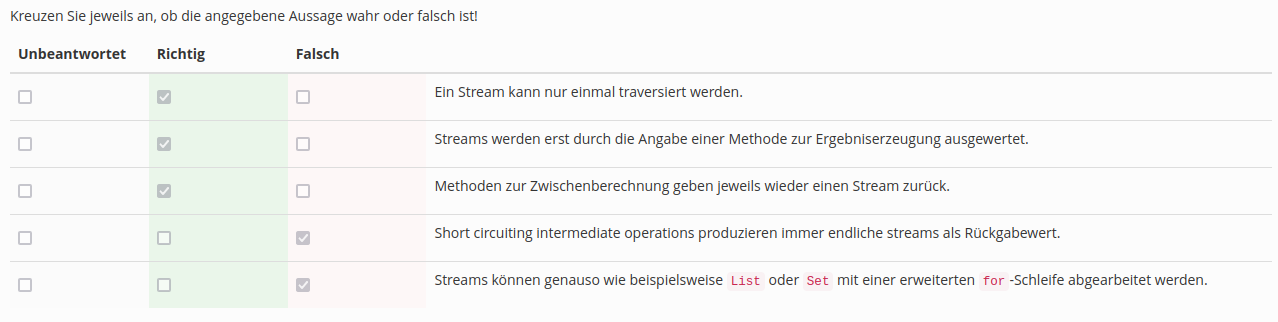 Kreuzen Sie jeweils an, ob die angegebene Aussage wahr oder falsch ist!
Unbeantwortet Richtig Falsch
Ein Stream kann nur einmal traversiert werden.
Streams werden erst durch die Angabe einer Methode zur Ergebniserzeugung ausgewertet.
Methoden zur Zwischenberechnung geben jeweils wieder einen Stream zurück.
Short circuiting intermediate operations produzieren immer endliche streams als Rückgabewert.
Streams können genauso wie beispielsweise List oder Set mit einer erweiterten for -Schleife abgearbeitet werden.